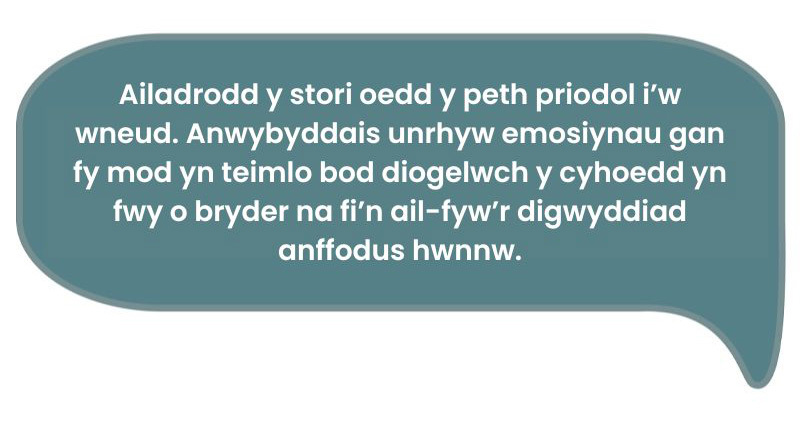 Ailadrodd y stori oedd y peth priodol i’w
wneud. Anwybyddais unrhyw emosiynau gan
fy mod yn teimlo bod diogelwch y cyhoedd yn
fwy o bryder na fi’n ail-fyw’r digwyddiad
anffodus hwnnw.